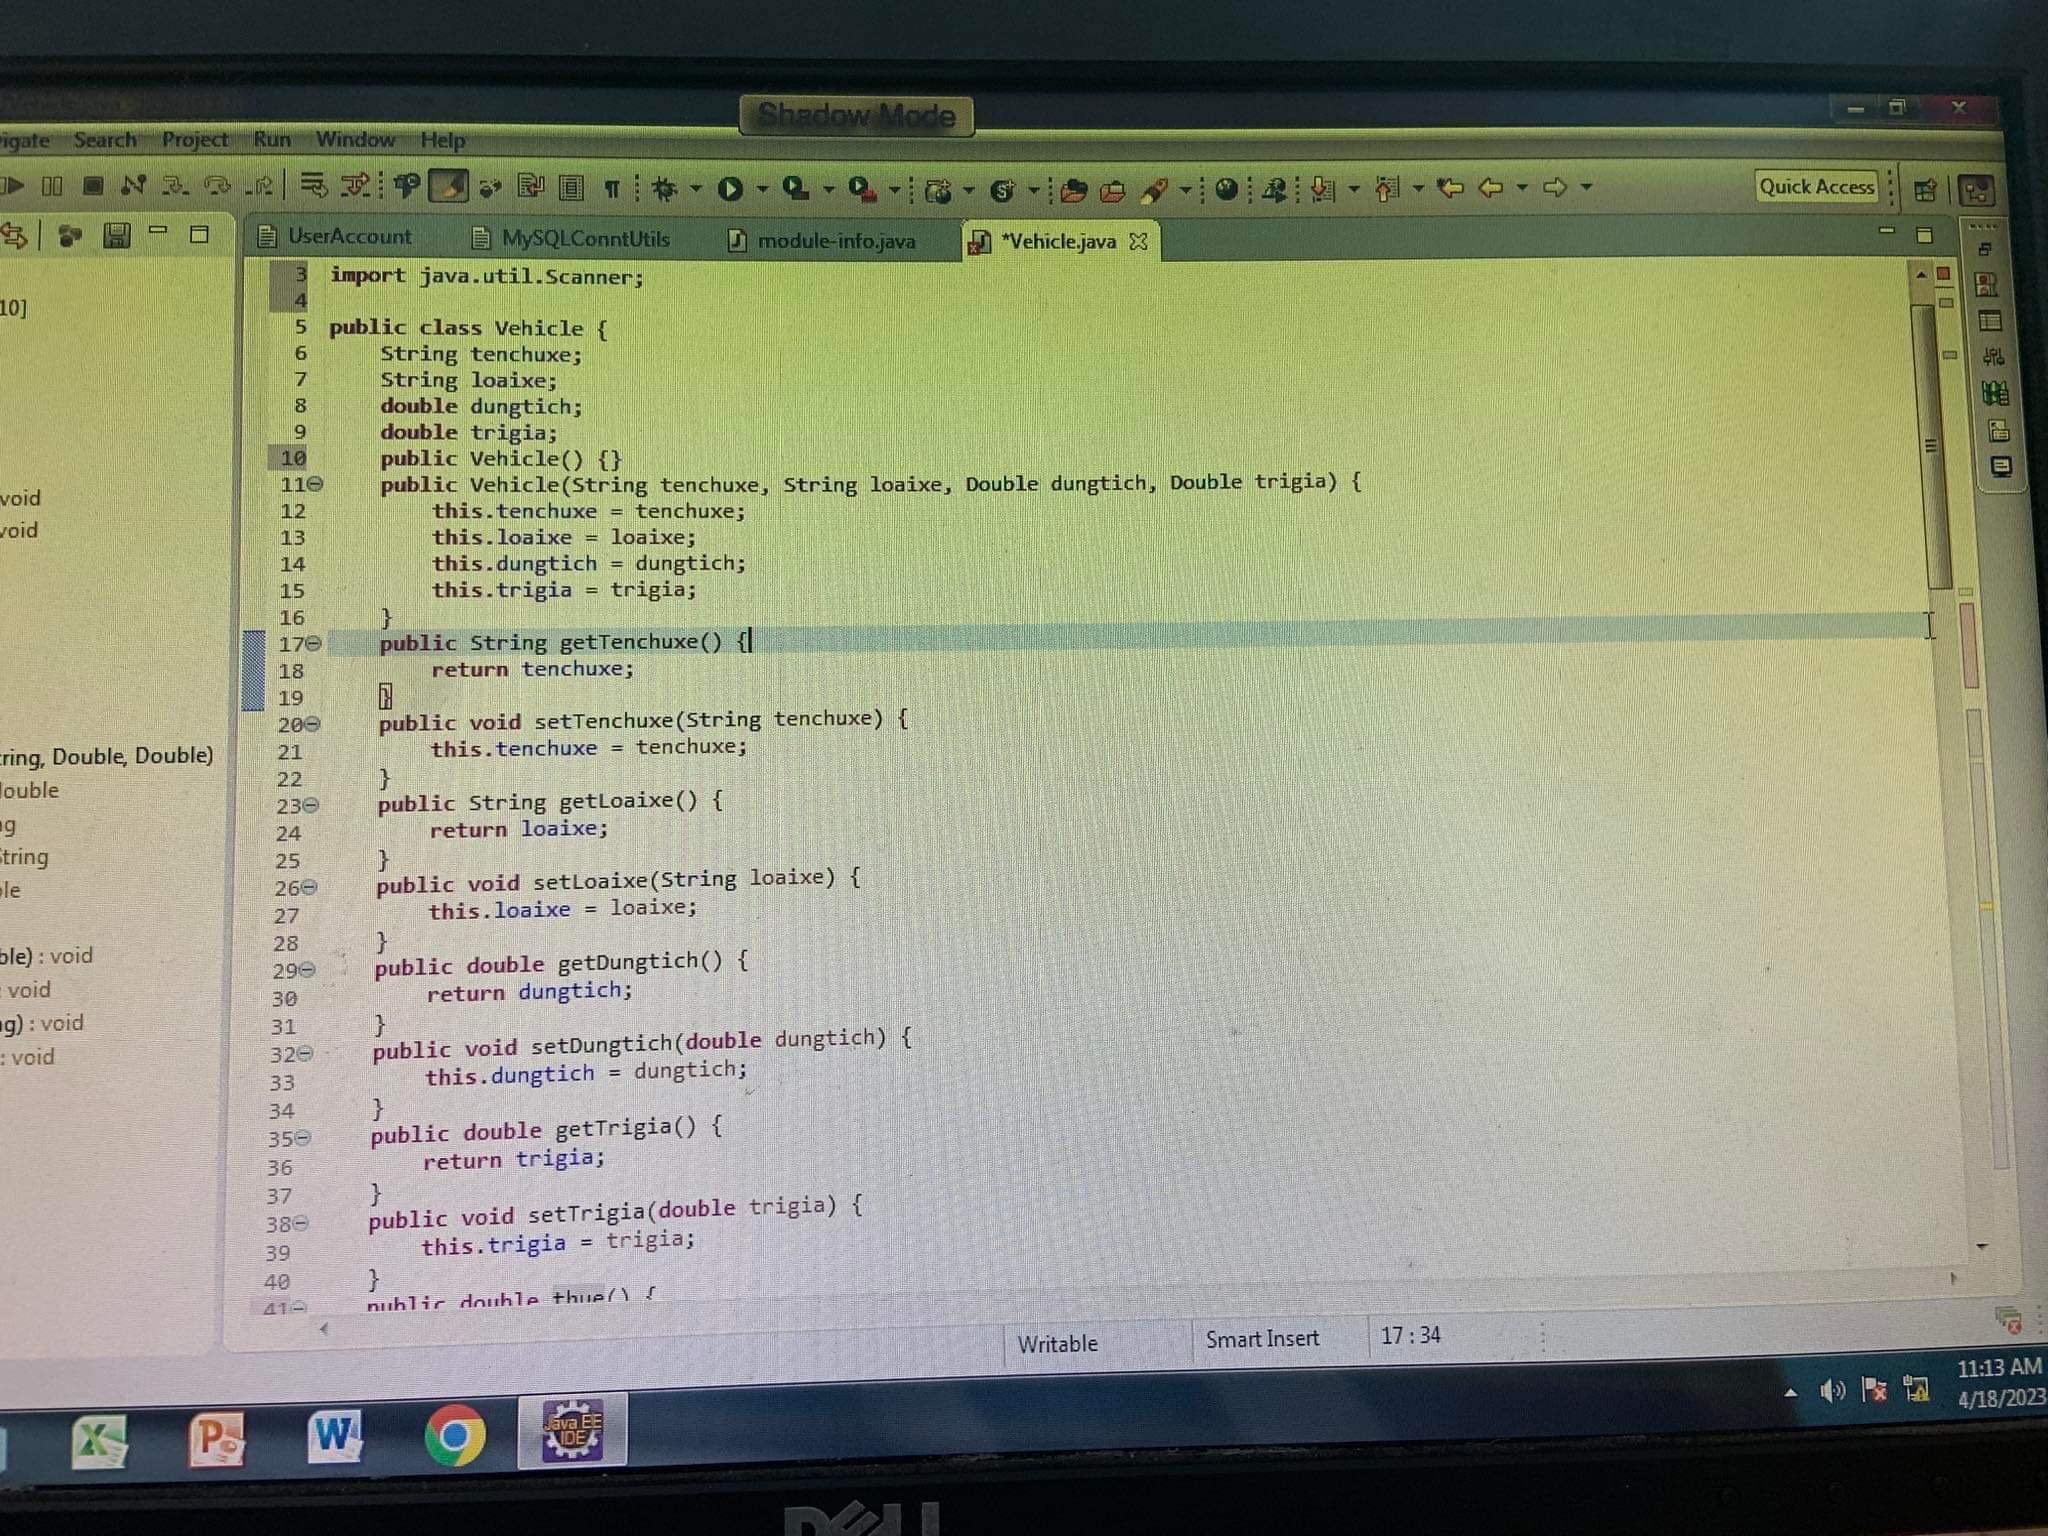 Shadow Mode
igate Search Project Run Window Help
Quick Access
UserAccount MySQLConntUtils module-info.java *Vehicle.java
3 import java.util.Scanner;
4
5 public class Vehicle {
6 String tenchuxe;
7 String loaixe;
8 double dungtich;
9 double trigia;
10 public Vehicle() {}
11 public Vehicle(String tenchuxe, String loaixe, Double dungtich, Double trigia) {
12 this.tenchuxe = tenchuxe;
13 this.loaixe = loaixe;
14 this.dungtich = dungtich;
15 this.trigia = trigia;
16 }
17 public String getTenchuxe() {
18 return tenchuxe;
19 }
20 public void setTenchuxe(String tenchuxe) {
21 this.tenchuxe = tenchuxe;
22 }
23 public String getLoaixe() {
24 return loaixe;
25 }
26 public void setLoaixe(String loaixe) {
27 this.loaixe = loaixe;
28 }
29 public double getDungtich() {
30 return dungtich;
31 }
32 public void setDungtich(double dungtich) {
33 this.dungtich = dungtich;
34 }
35 public double getTrigia() {
36 return trigia;
37 }
38 public void setTrigia(double trigia) {
39 this.trigia = trigia;
40 }
41 public double thue() {
10]
void
void
ring, Double, Double)
louble
ng
String
ble
ble) : void
: void
ng) : void
: void
Writable Smart Insert 17 : 34
Java EE
IDE
11:13 AM
4/18/2023
DELL